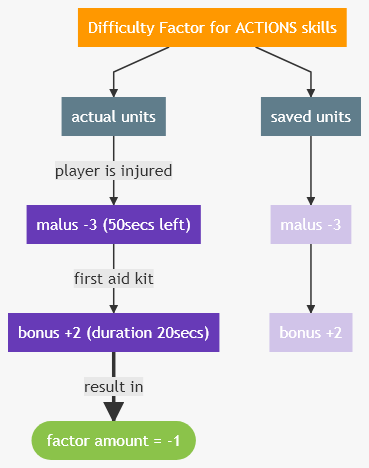 Difficulty Factor for ACTIONS skills
actual units
saved units
player is injured
malus -3 (50secs left)
malus -3
first aid kit
bonus +2 (duration 20secs)
bonus +2
result in
factor amount = -1